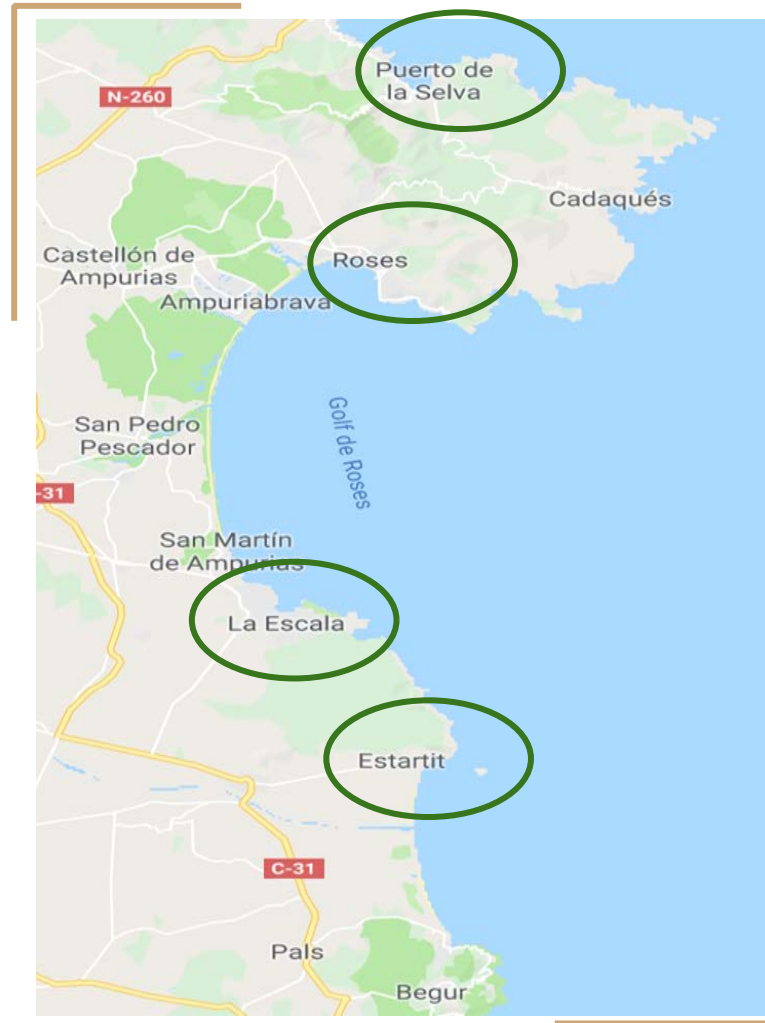 Puerto de
la Selva
N-260
Cadaqués
Castellón de
Ampurias
Roses
Ampuriabrava
Golf de Roses
San Pedro
Pescador
-31
San Martín
de Ampurias
La Escala
Estartit
C-31
Pals
Begur